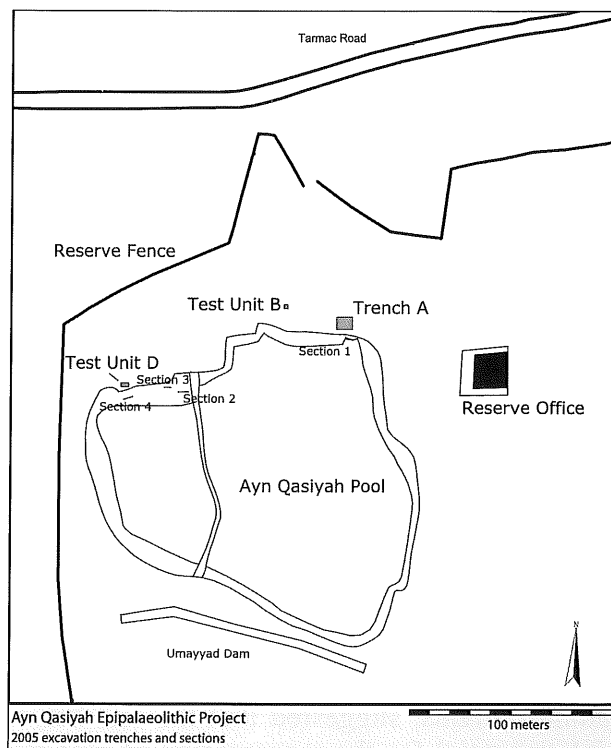 Tarmac Road
Reserve Fence
Test Unit B
Trench A
Section 1
Test Unit D
Section 3
Section 2
Section 4
Reserve Office
Ayn Qasiyah Pool
Umayyad Dam
N
Ayn Qasiyah Epipalaeolithic Project
2005 excavation trenches and sections
100 meters